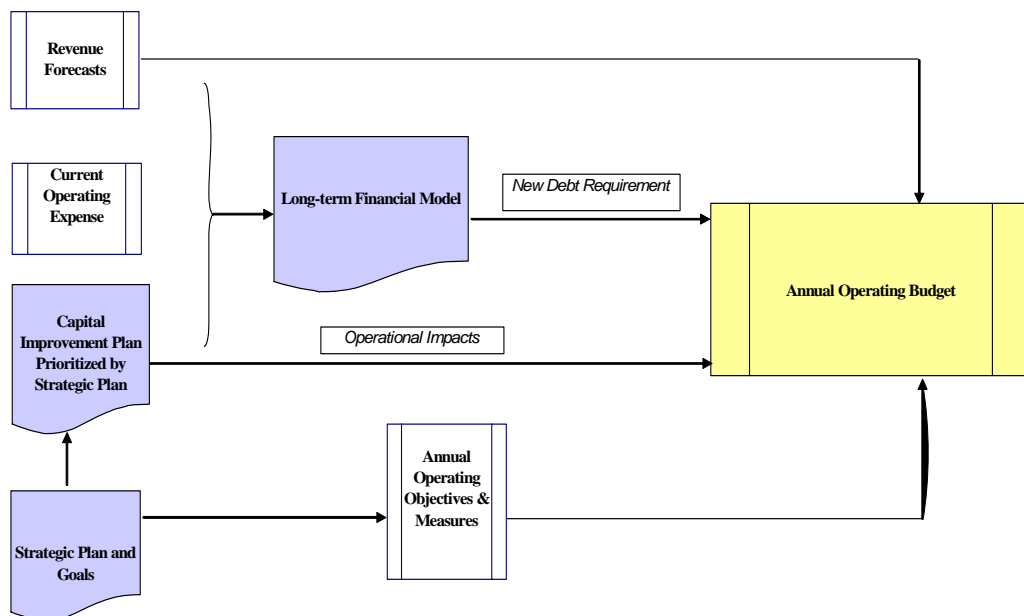 Revenue
Forecasts
Current
Operating
Expense
Long-term Financial Model
New Debt Requirement
Annual Operating Budget
Capital
Improvement Plan
Prioritized by
Strategic Plan
Operational Impacts
Annual
Operating
Objectives &
Measures
Strategic Plan and
Goals